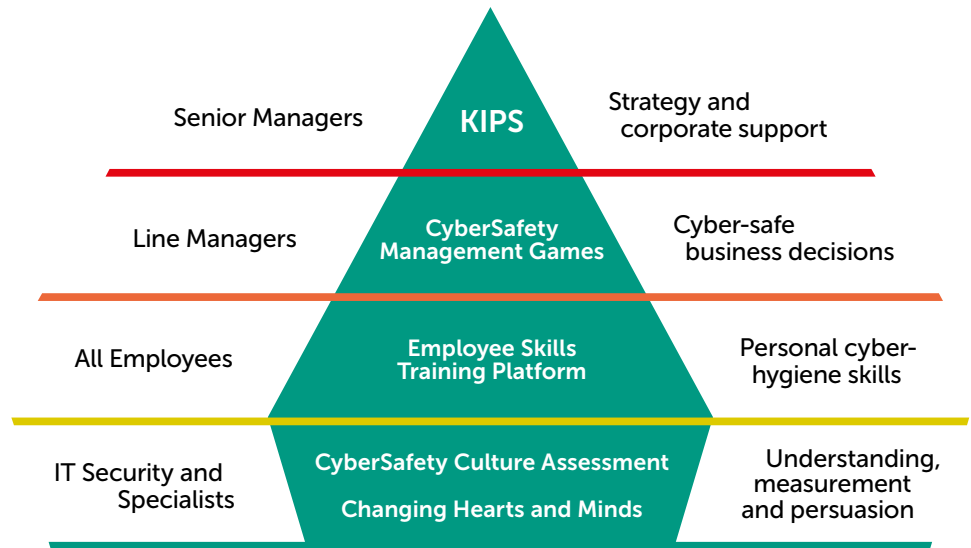 Senior Managers
KIPS
Strategy and
corporate support
Line Managers
CyberSafety
Management Games
Cyber-safe
business decisions
All Employees
Employee Skills
Training Platform
Personal cyber-
hygiene skills
IT Security and
Specialists
CyberSafety Culture Assessment
Changing Hearts and Minds
Understanding,
measurement
and persuasion